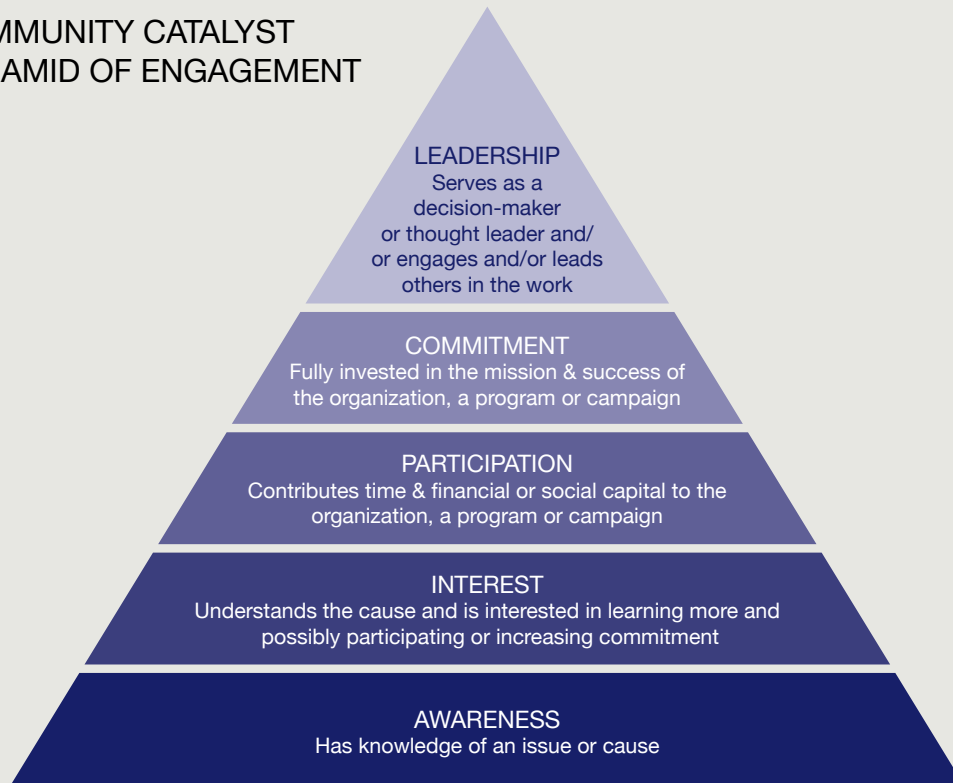 MMUNITY CATALYST
AMID OF ENGAGEMENT
LEADERSHIP
Serves as a
decision-maker
or thought leader and/
or engages and/or leads
others in the work
COMMITMENT
Fully invested in the mission & success of
the organization, a program or campaign
PARTICIPATION
Contributes time & financial or social capital to the
organization, a program or campaign
INTEREST
Understands the cause and is interested in learning more and
possibly participating or increasing commitment
AWARENESS
Has knowledge of an issue or cause